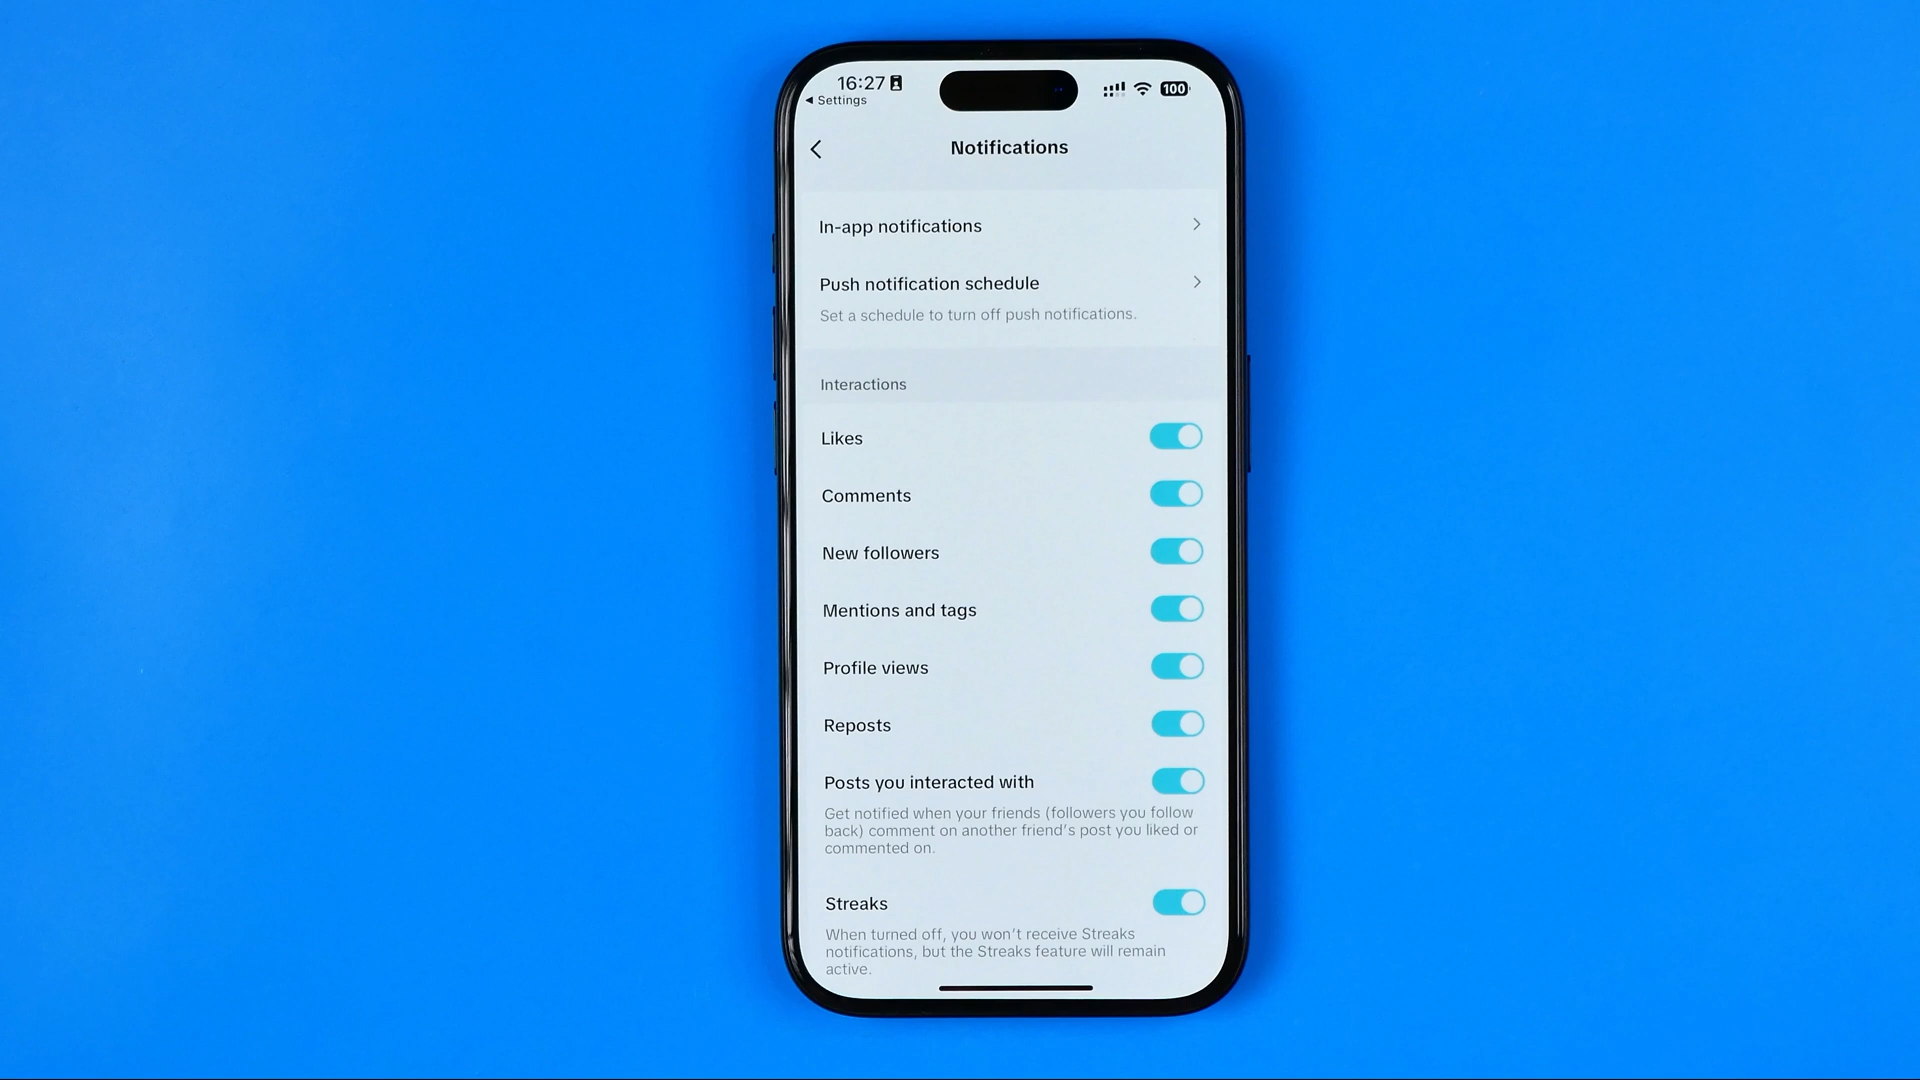 16:27
100
◀ Settings
Notifications
In-app notifications
Push notification schedule
Set a schedule to turn off push notifications.
Interactions
Likes
Comments
New followers
Mentions and tags
Profile views
Reposts
Posts you interacted with
Get notified when your friends (followers you follow
back) comment on another friend's post you liked or
commented on.
Streaks
When turned off, you won't receive Streaks
notifications, but the Streaks feature will remain
active.